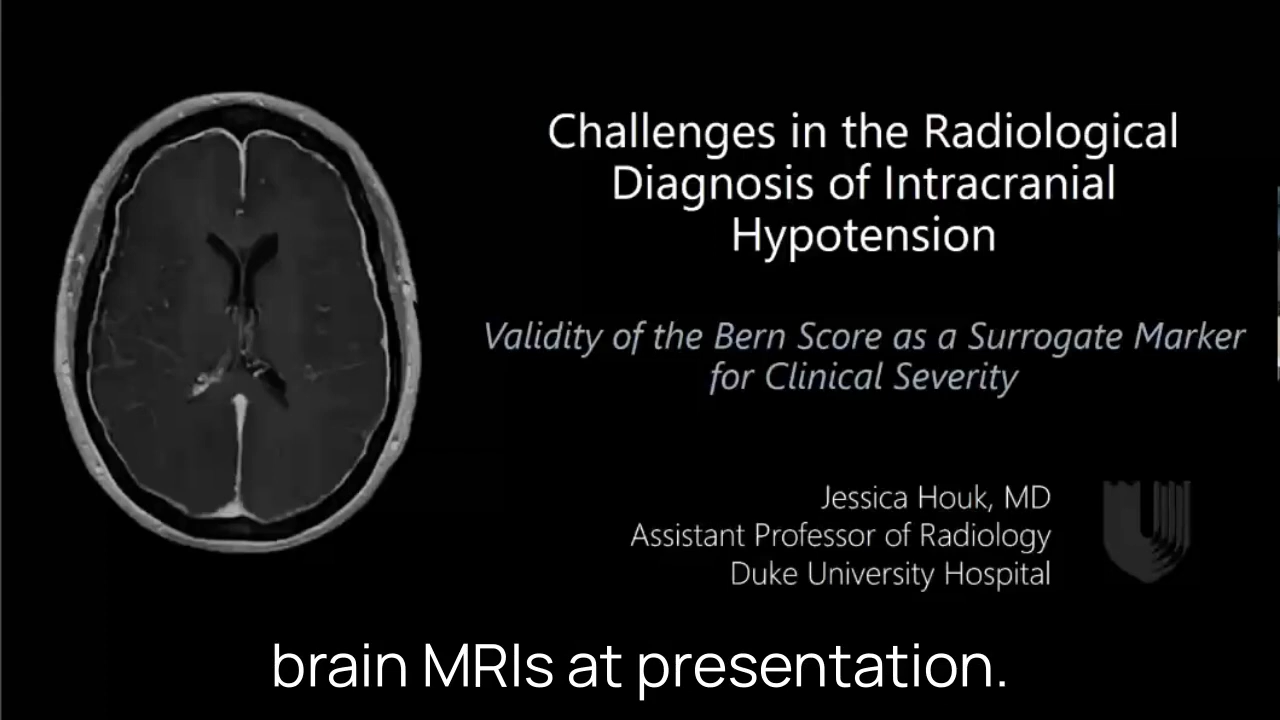 Challenges in the Radiological
Diagnosis of Intracranial
Hypotension
Validity of the Bern Score as a Surrogate Marker
for Clinical Severity
Jessica Houk, MD
Assistant Professor of Radiology
Duke University Hospital
brain MRIs at presentation.